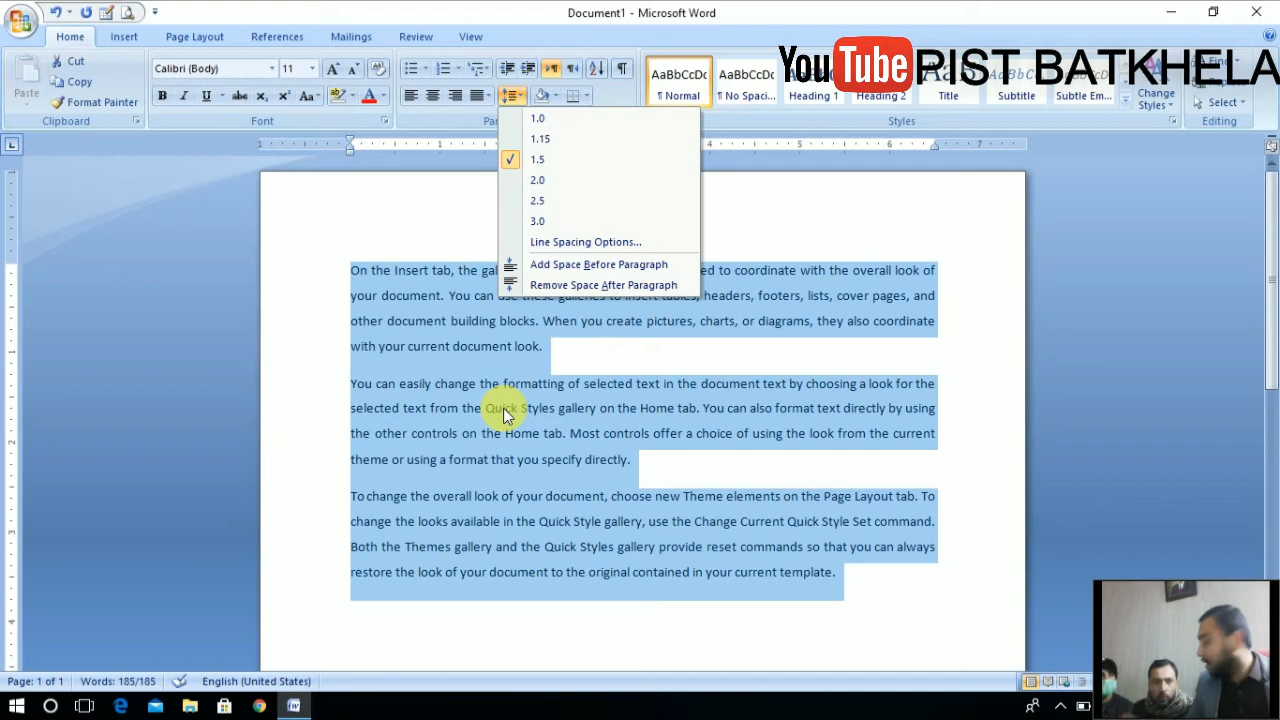 Document1 - Microsoft Word
Home Insert Page Layout References Mailings Review View
Paste
Cut
Copy
Format Painter
Clipboard
Calibri (Body) 11
Font
AaBbCcDc
¶ Normal
AaBbCcDc
¶ No Spaci...
Heading 1
Heading 2
Title
Subtitle
Subtle Em...
Change
Styles
Styles
Find
Select
Editing
YouTube PIST BATKHELA
1.0
1.15
1.5
2.0
2.5
3.0
Line Spacing Options...
Add Space Before Paragraph
Remove Space After Paragraph
On the Insert tab, the gal ed to coordinate with the overall look of
your document. You can use these galleries to insert tables, headers, footers, lists, cover pages, and
other document building blocks. When you create pictures, charts, or diagrams, they also coordinate
with your current document look.
You can easily change the formatting of selected text in the document text by choosing a look for the
selected text from the Quick Styles gallery on the Home tab. You can also format text directly by using
the other controls on the Home tab. Most controls offer a choice of using the look from the current
theme or using a format that you specify directly.
To change the overall look of your document, choose new Theme elements on the Page Layout tab. To
change the looks available in the Quick Style gallery, use the Change Current Quick Style Set command.
Both the Themes gallery and the Quick Styles gallery provide reset commands so that you can always
restore the look of your document to the original contained in your current template.
Page: 1 of 1 Words: 185/185 English (United States)